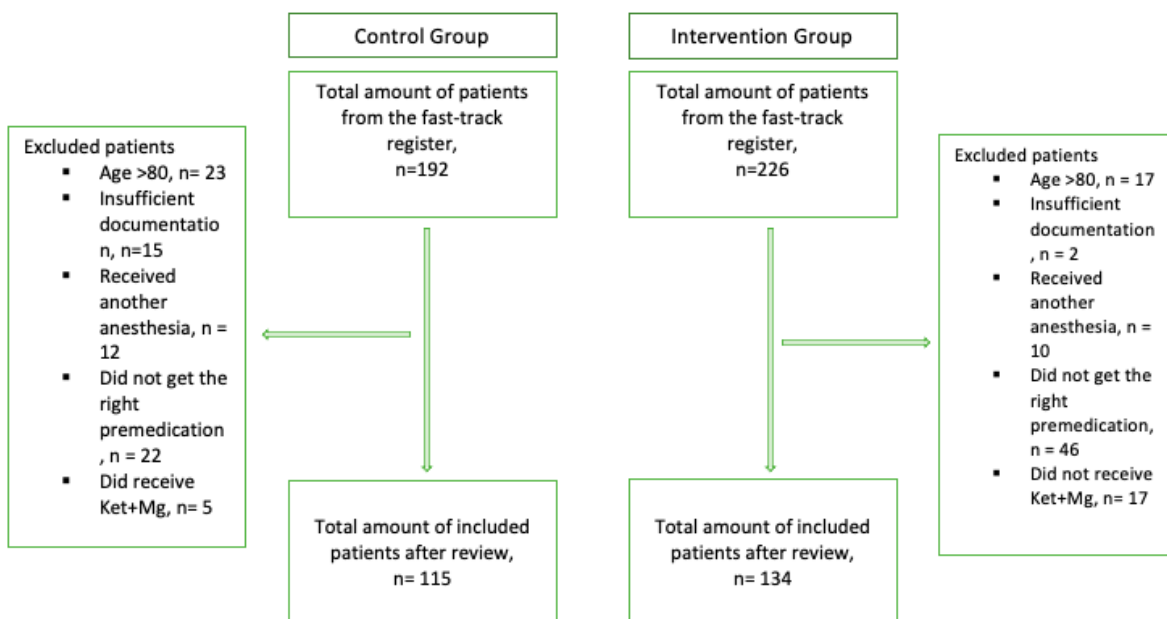 Control Group
Intervention Group
Total amount of patients
from the fast-track
register,
n=192
Total amount of patients
from the fast-track
register,
n=226
Excluded patients
▪ Age >80, n= 23
▪ Insufficient
documentatio
n, n=15
▪ Received
another
anesthesia, n =
12
▪ Did not get the
right
premedication
, n = 22
▪ Did receive
Ket+Mg, n= 5
Excluded patients
▪ Age >80, n = 17
▪ Insufficient
documentation
, n = 2
▪ Received
another
anesthesia, n =
10
▪ Did not get the
right
premedication,
n = 46
▪ Did not receive
Ket+Mg, n= 17
Total amount of included
patients after review,
n= 115
Total amount of included
patients after review,
n= 134